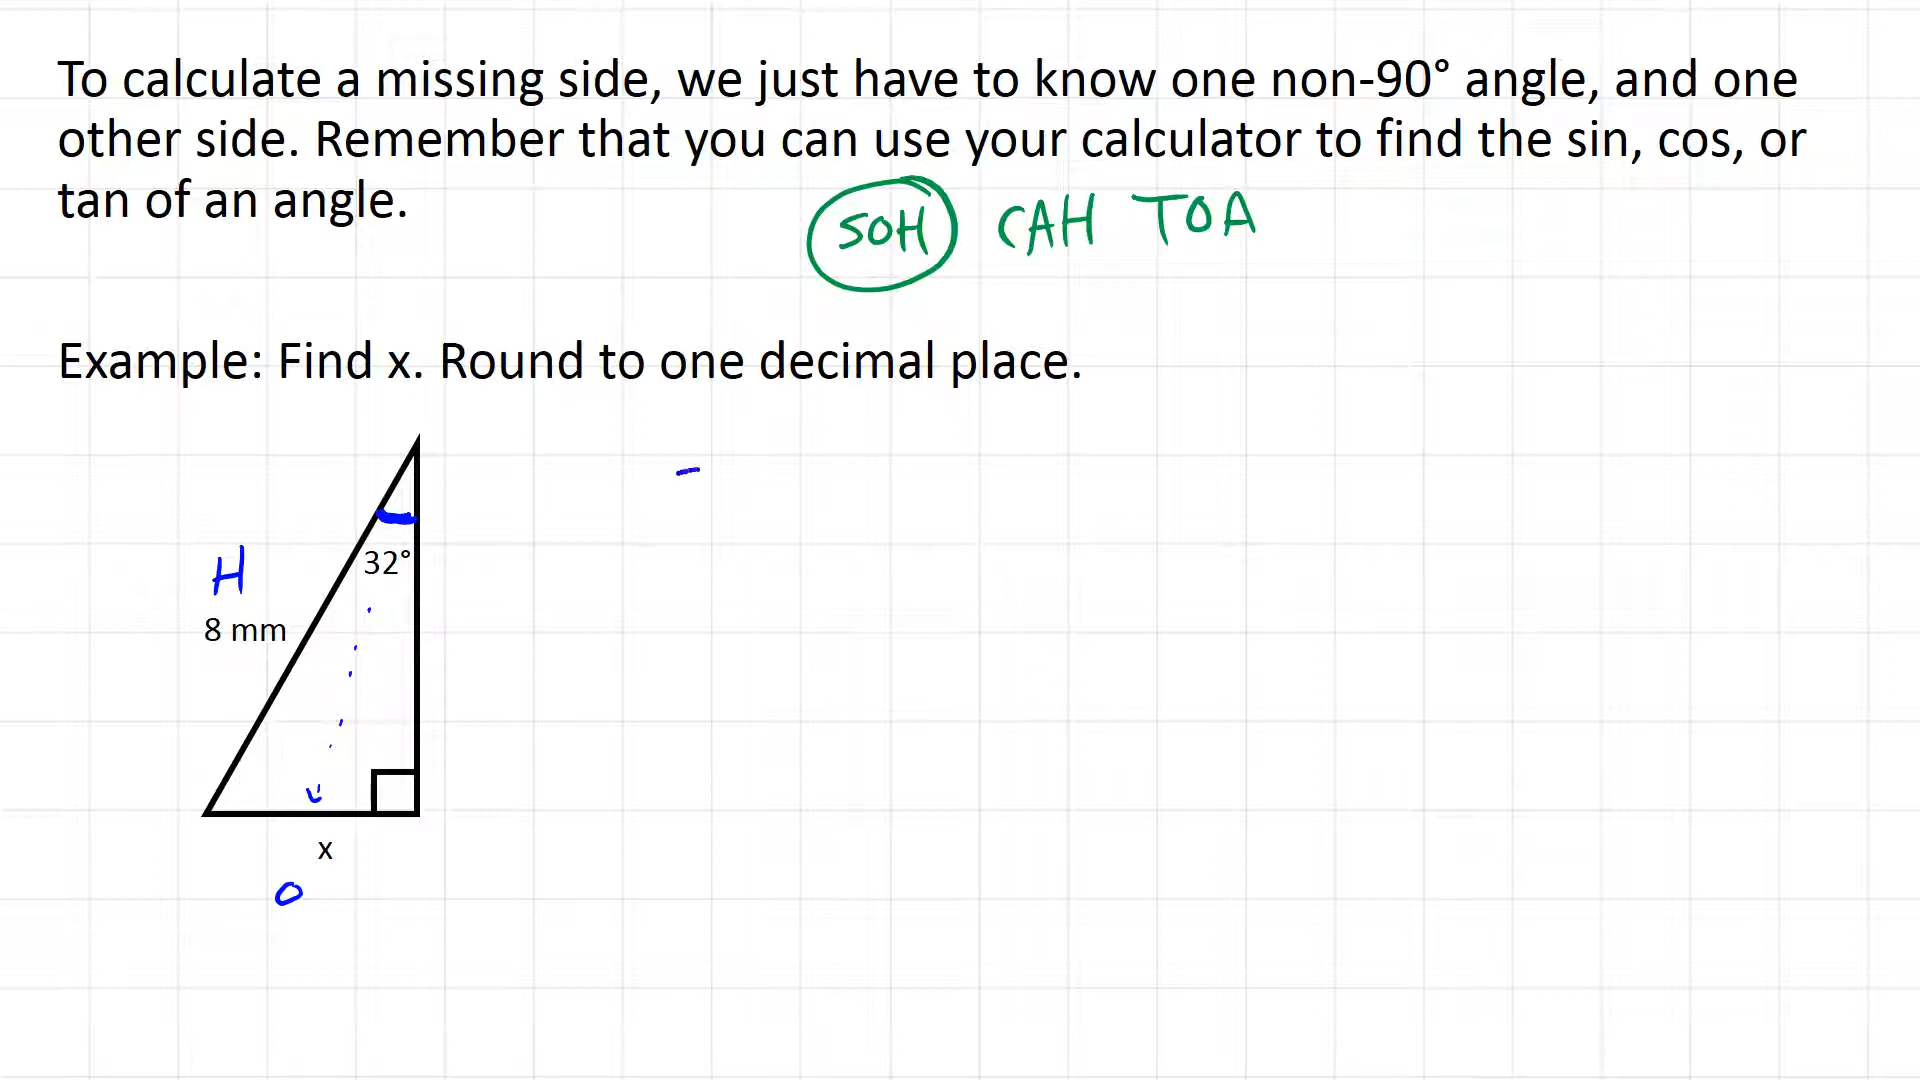 To calculate a missing side, we just have to know one non-90° angle, and one
other side. Remember that you can use your calculator to find the sin, cos, or
tan of an angle.
SOH CAH TOA
Example: Find x. Round to one decimal place.
32°
H
8 mm
x
O